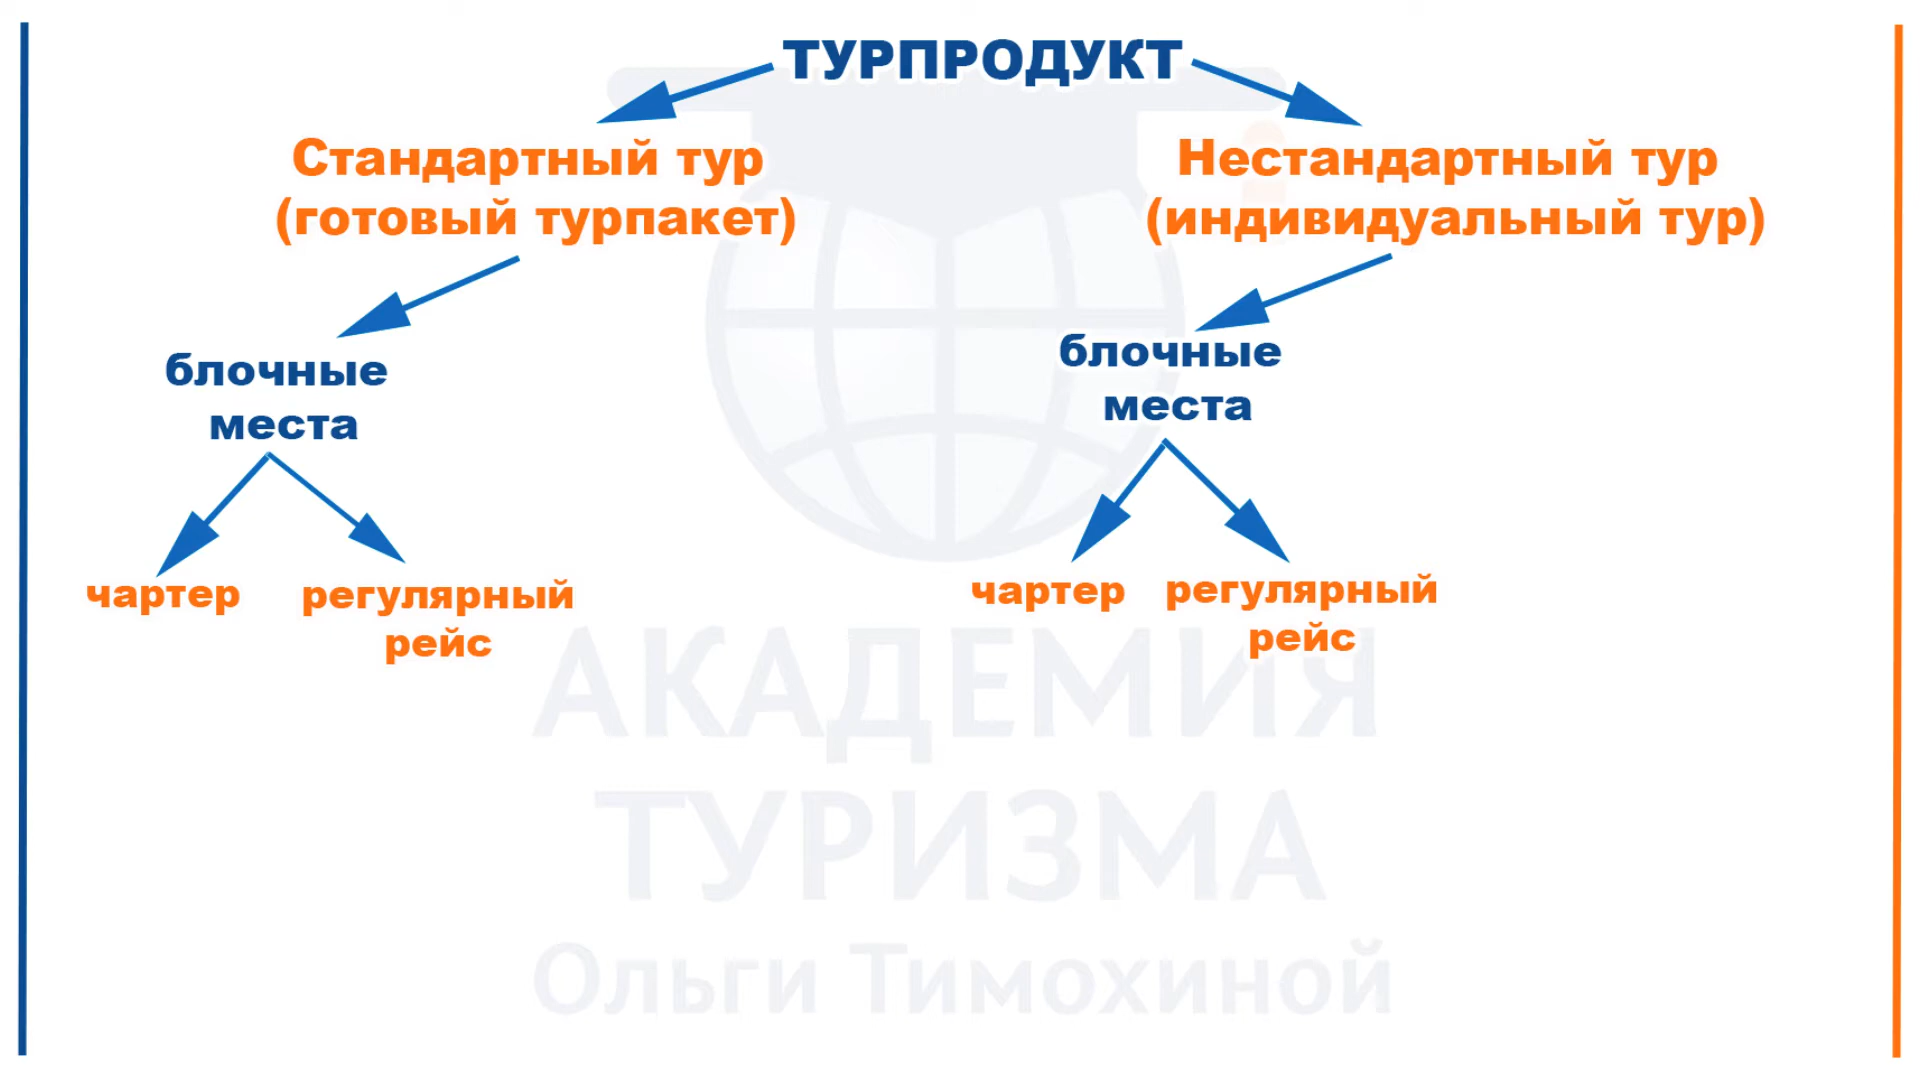 ТУРПРОДУКТ
Стандартный тур
(готовый турпакет)
Нестандартный тур
(индивидуальный тур)
блочные
места
блочные
места
чартер
регулярный
рейс
чартер
регулярный
рейс
АКАДЕМИЯ
ТУРИЗМА
Ольги Тимохиной